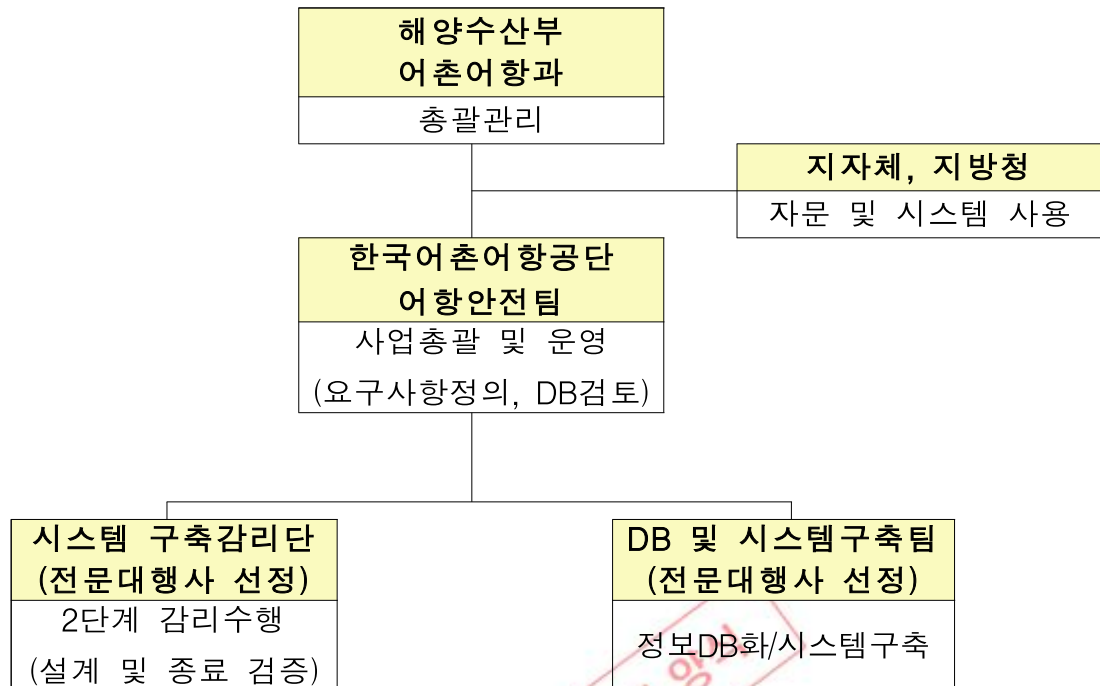 해양수산부
어촌어항과
총괄관리
지자체, 지방청
자문 및 시스템 사용
한국어촌어항공단
어항안전팀
사업총괄 및 운영
(요구사항정의, DB검토)
시스템 구축감리단
(전문대행사 선정)
2단계 감리수행
(설계 및 종료 검증)
DB 및 시스템구축팀
(전문대행사 선정)
정보DB화/시스템구축